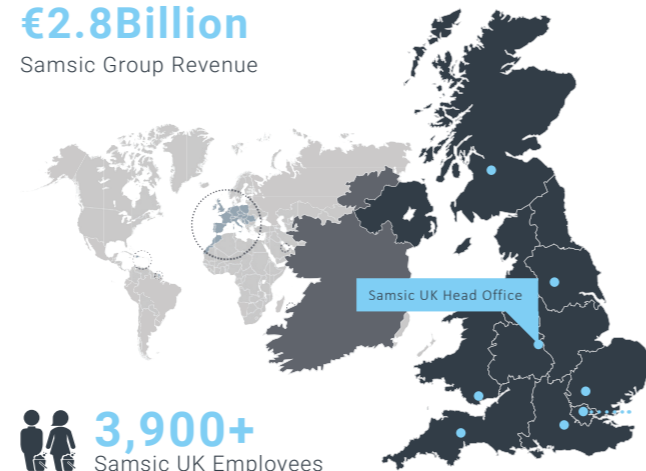 €2.8Billion
Samsic Group Revenue
Samsic UK Head Office
3,900+
Samsic UK Employees